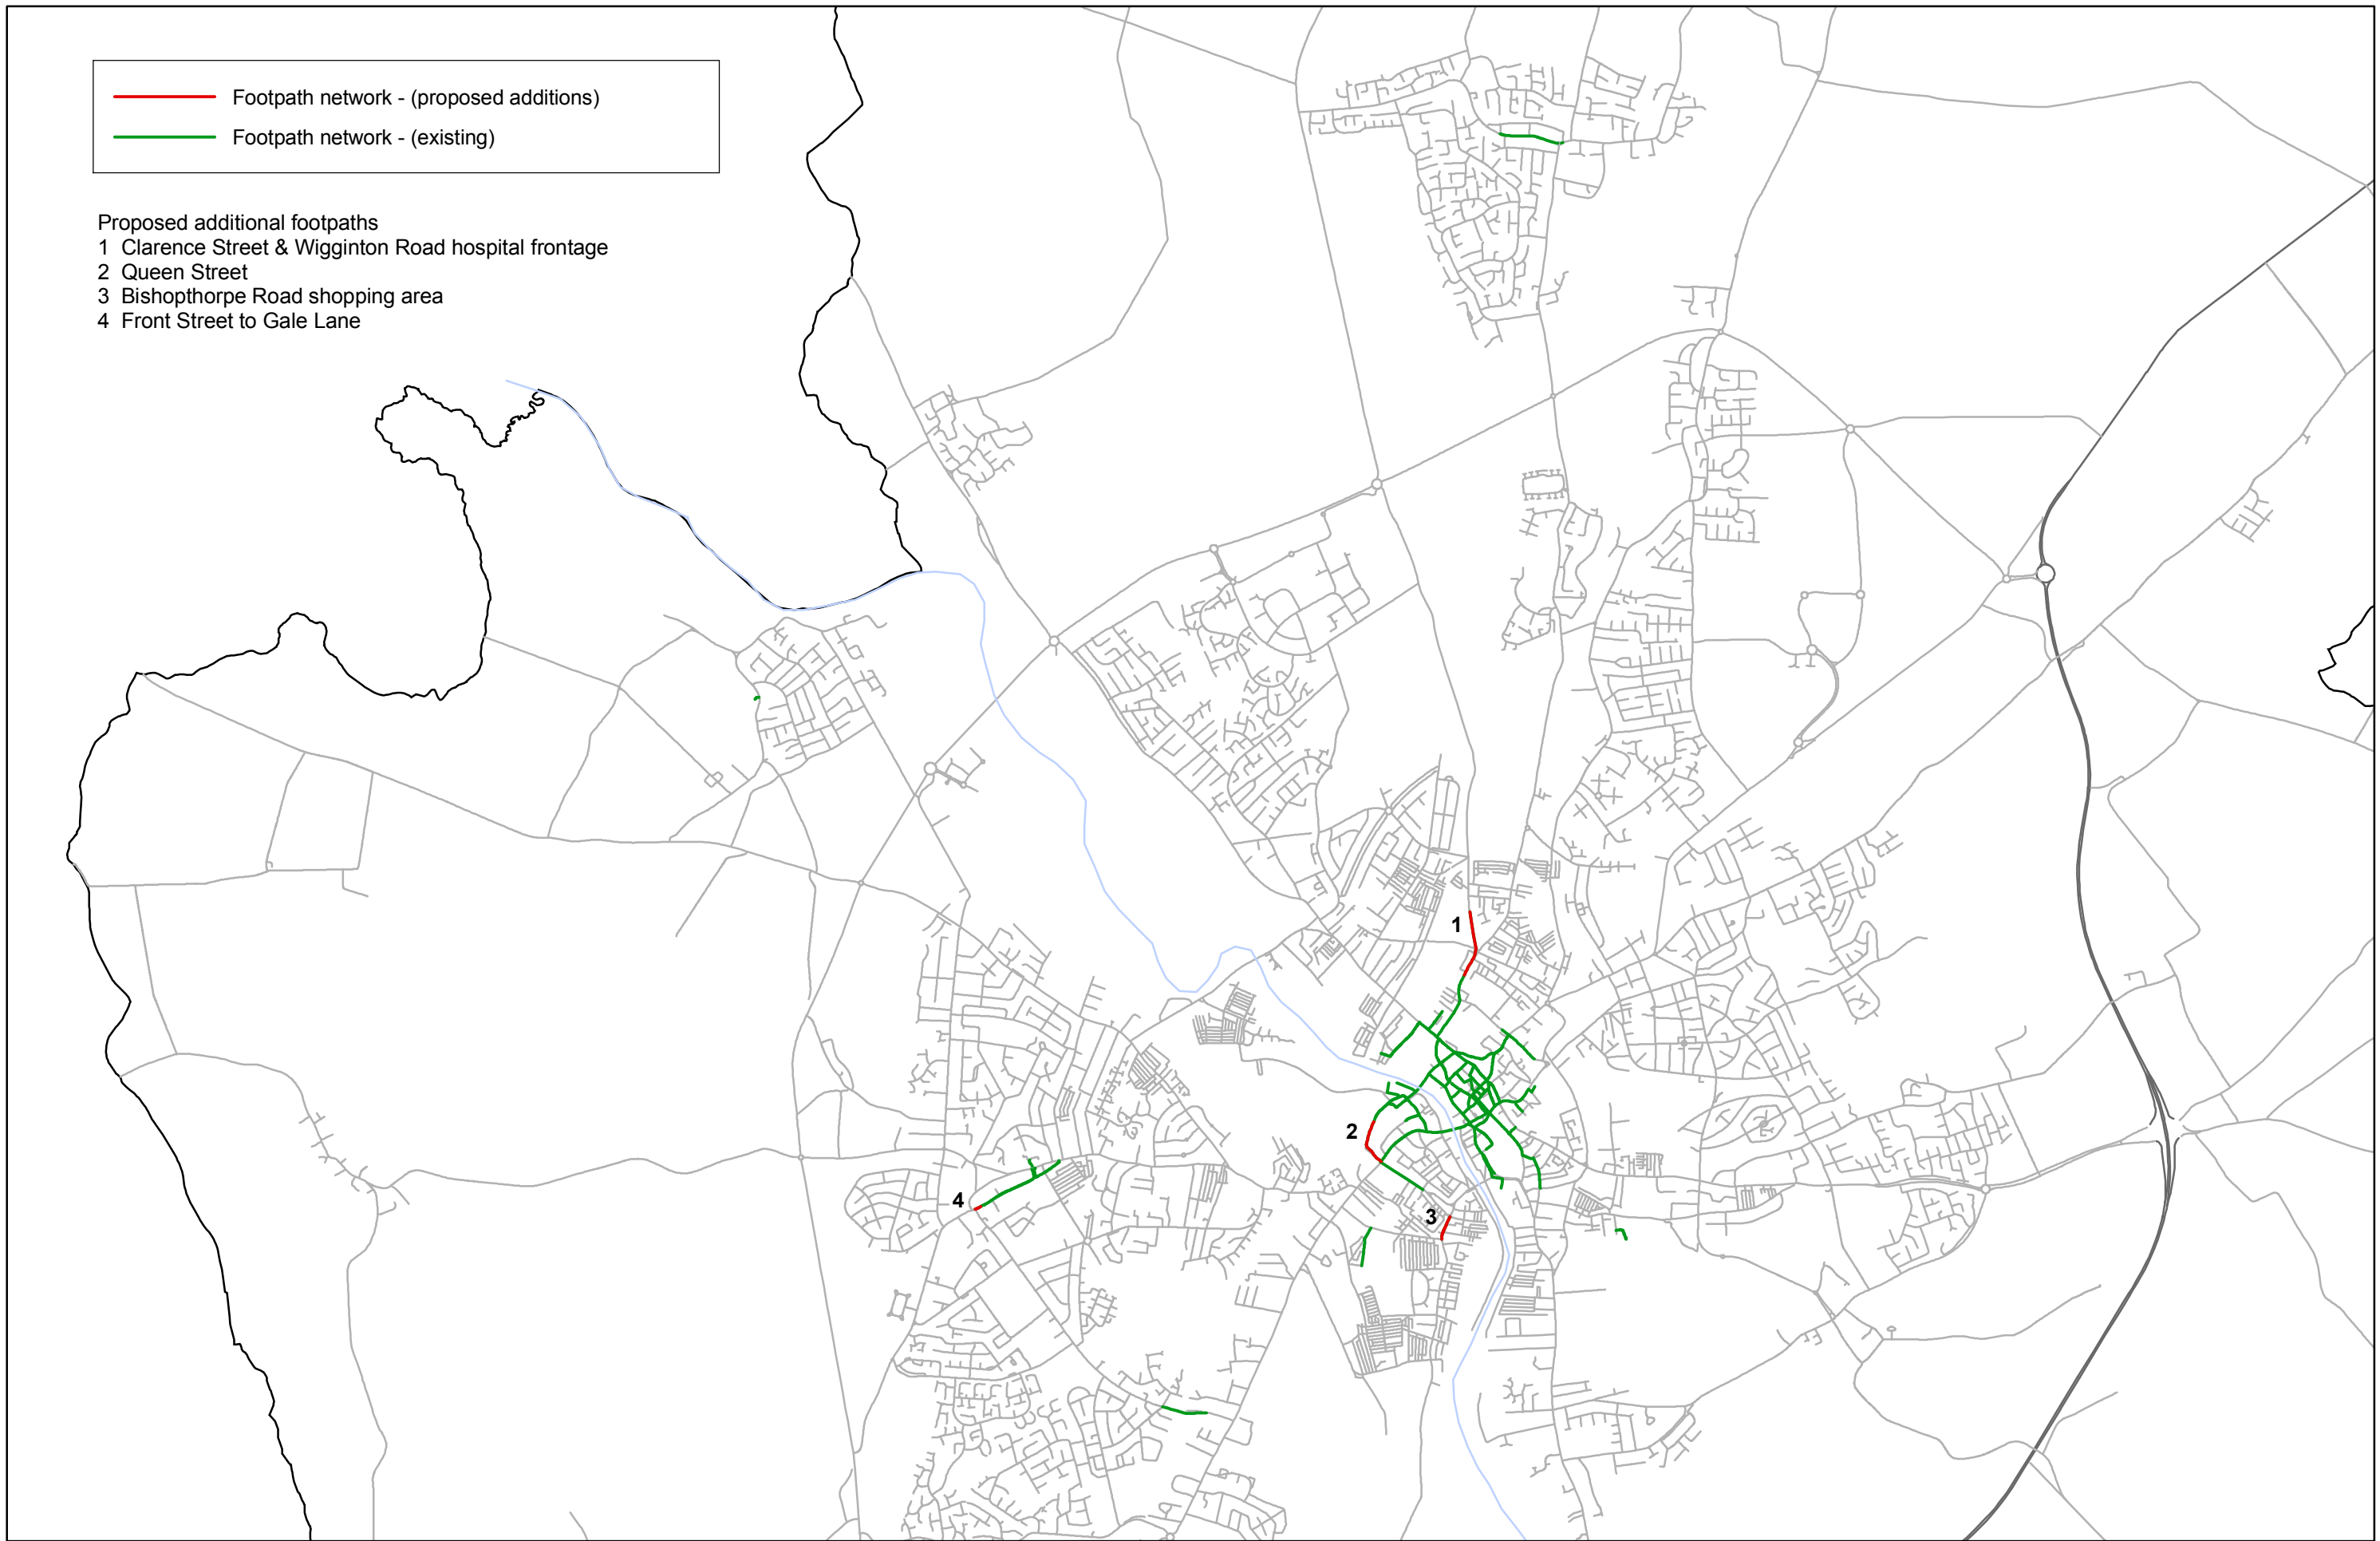 Footpath network - (proposed additions)
Footpath network - (existing)
Proposed additional footpaths
1 Clarence Street & Wigginton Road hospital frontage
2 Queen Street
3 Bishopthorpe Road shopping area
4 Front Street to Gale Lane
1
2
4
3